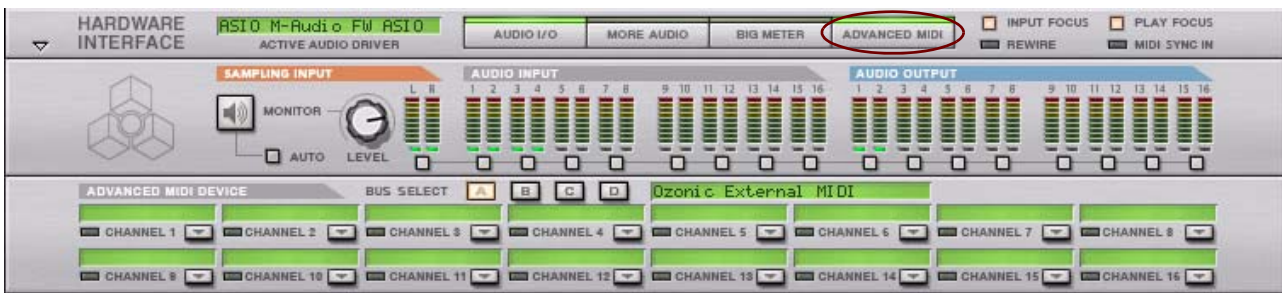 HARDWARE INTERFACE
ASIO M-Audio FW ASIO
ACTIVE AUDIO DRIVER
AUDIO I/O MORE AUDIO BIG METER ADVANCED MIDI
INPUT FOCUS PLAY FOCUS
REWIRE MIDI SYNC IN
SAMPLING INPUT AUDIO INPUT AUDIO OUTPUT
L R 1 2 3 4 5 6 7 8 9 10 11 12 13 14 15 16 1 2 3 4 5 6 7 8 9 10 11 12 13 14 15 16
MONITOR
AUTO LEVEL
ADVANCED MIDI DEVICE BUS SELECT A B C D Ozonic External MIDI
CHANNEL 1 CHANNEL 2 CHANNEL 3 CHANNEL 4 CHANNEL 5 CHANNEL 6 CHANNEL 7 CHANNEL 8
CHANNEL 9 CHANNEL 10 CHANNEL 11 CHANNEL 12 CHANNEL 13 CHANNEL 14 CHANNEL 15 CHANNEL 16